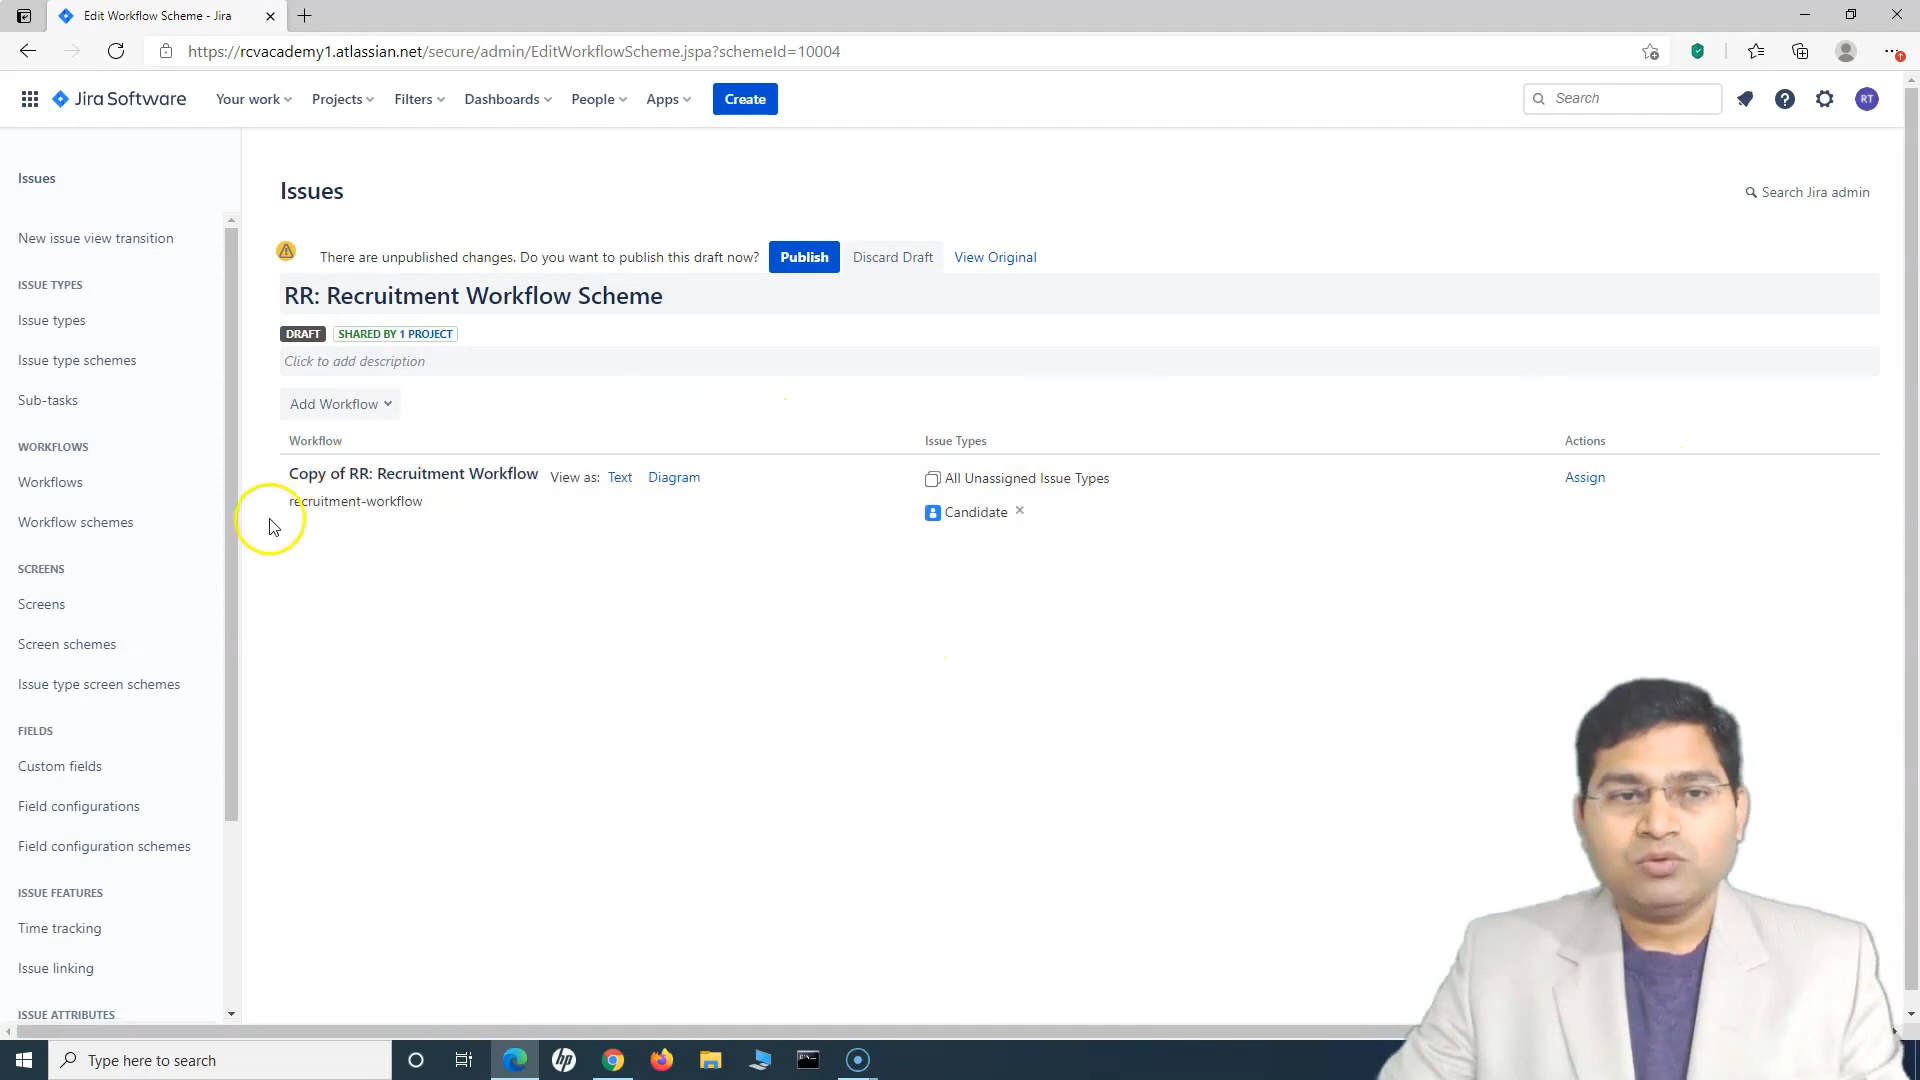 Edit Workflow Scheme - Jira
https://rcvacademy1.atlassian.net/secure/admin/EditWorkflowScheme.jspa?schemeId=10004
Jira Software
Your work
Projects
Filters
Dashboards
People
Apps
Create
Search
RT
Issues
New issue view transition
ISSUE TYPES
Issue types
Issue type schemes
Sub-tasks
WORKFLOWS
Workflows
Workflow schemes
SCREENS
Screens
Screen schemes
Issue type screen schemes
FIELDS
Custom fields
Field configurations
Field configuration schemes
ISSUE FEATURES
Time tracking
Issue linking
ISSUE ATTRIBUTES
Issues
Search Jira admin
There are unpublished changes. Do you want to publish this draft now? Publish Discard Draft View Original
RR: Recruitment Workflow Scheme
DRAFT SHARED BY 1 PROJECT
Click to add description
Add Workflow
Workflow Issue Types Actions
Copy of RR: Recruitment Workflow View as: Text Diagram All Unassigned Issue Types Assign
recruitment-workflow Candidate
Type here to search
hp